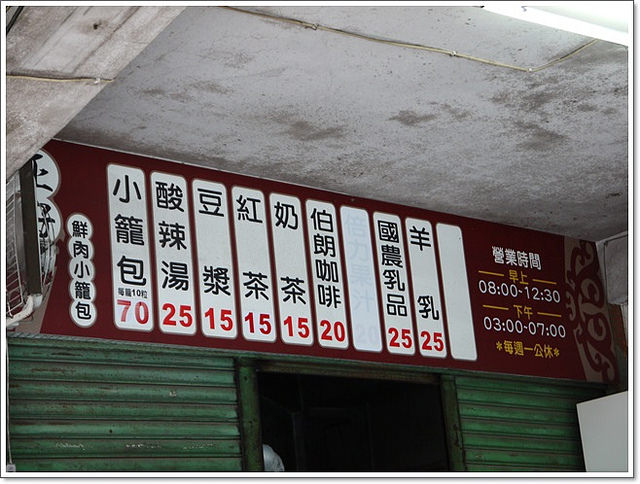 鮮肉小籠包
小籠包
每籠10粒
70
酸辣湯
25
豆漿
15
紅茶
15
奶茶
15
伯朗咖啡
20
國農乳品
25
羊乳
25
營業時間
早上
08:00-12:30
下午
03:00-07:00
*每週一公休*